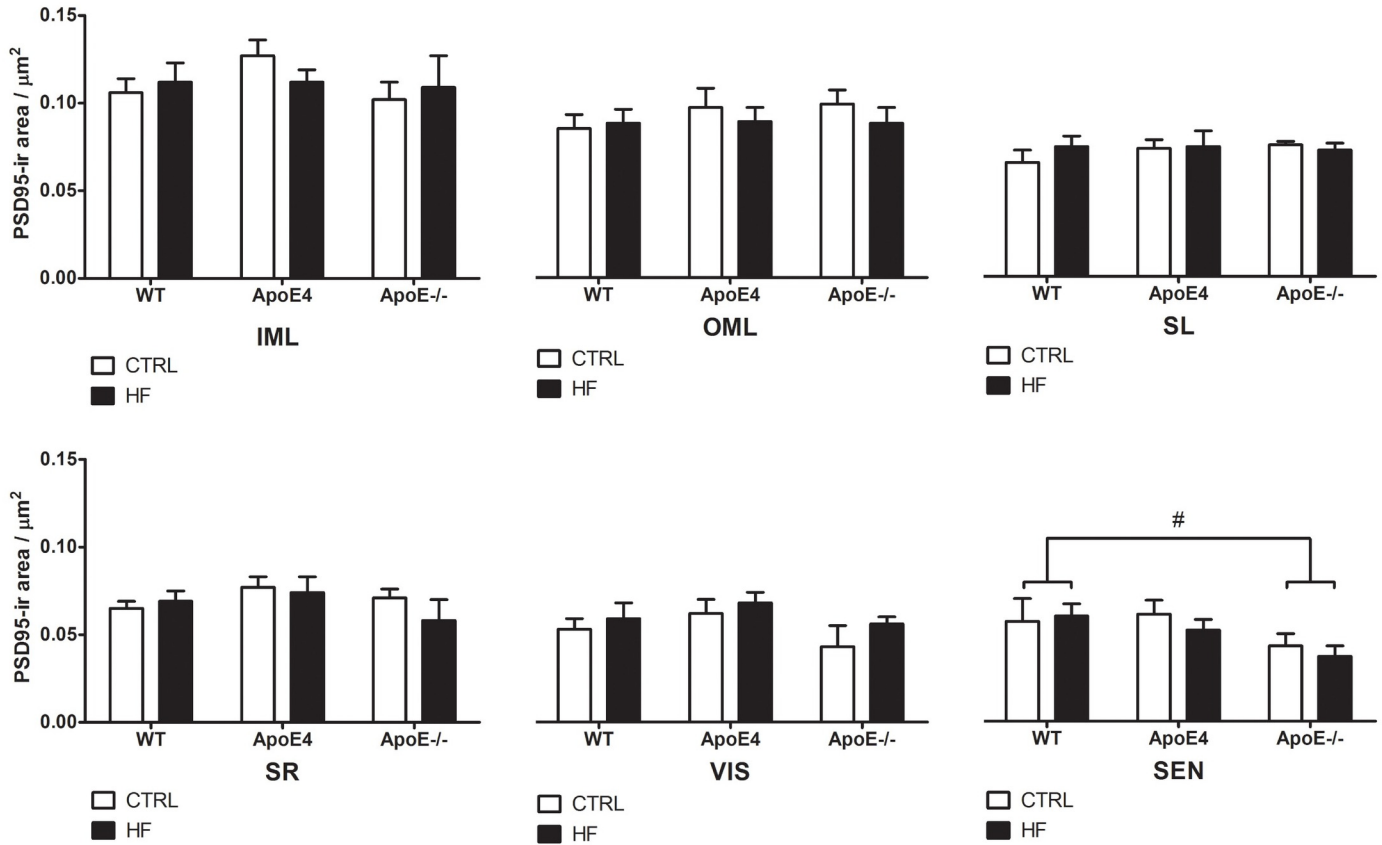 0.15
0.10
0.05
0.00
PSD95-ir area / μm²
WT ApoE4 ApoE-/-
IML
CTRL
HF
WT ApoE4 ApoE-/-
OML
CTRL
HF
WT ApoE4 ApoE-/-
SL
CTRL
HF
0.15
0.10
0.05
0.00
PSD95-ir area / μm²
WT ApoE4 ApoE-/-
SR
CTRL
HF
WT ApoE4 ApoE-/-
VIS
CTRL
HF
#
WT ApoE4 ApoE-/-
SEN
CTRL
HF